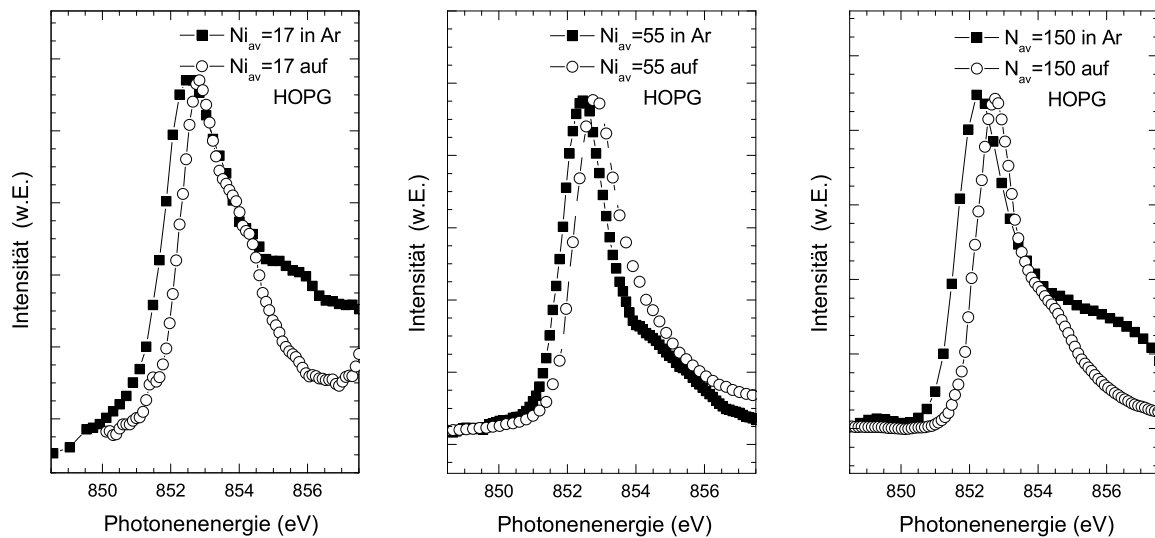 Ni_av=17 in Ar
Ni_av=17 auf
HOPG
Intensität (w.E.)
850 852 854 856
Photonenenergie (eV)
Ni_av=55 in Ar
Ni_av=55 auf
HOPG
Intensität (w.E.)
850 852 854 856
Photonenenergie (eV)
N_av=150 in Ar
N_av=150 auf
HOPG
Intensität (w.E.)
850 852 854 856
Photonenenergie (eV)